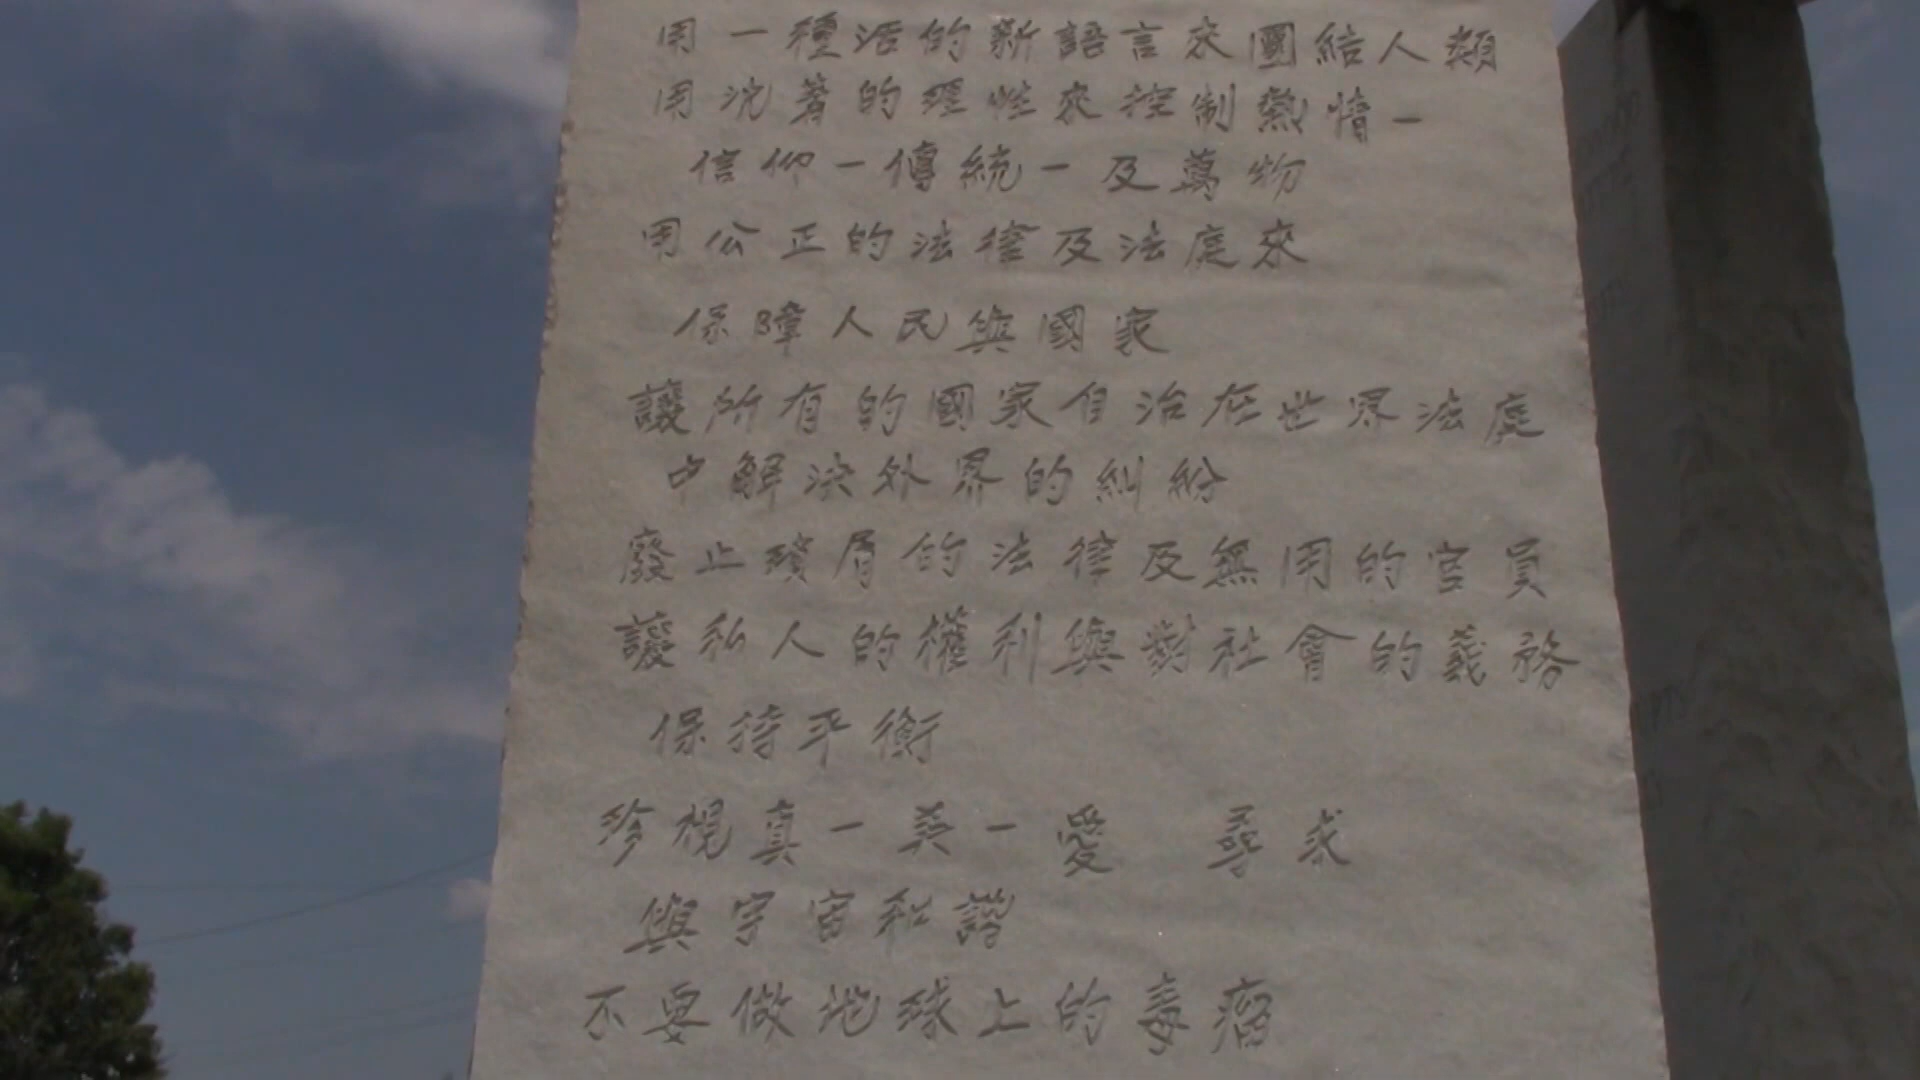 用一種活的新語言來團結人類
用沈著的理性來控制熱情—
信仰—傳統—及萬物
用公正的法律及法庭來
保障人民與國家
讓所有的國家自治在世界法庭
中解決外界的糾紛
廢止瑣屑的法律及無用的官員
讓私人的權利與對社會的義務
保持平衡
珍視真—美—愛 尋求
與宇宙和諧
不要做地球上的毒瘤